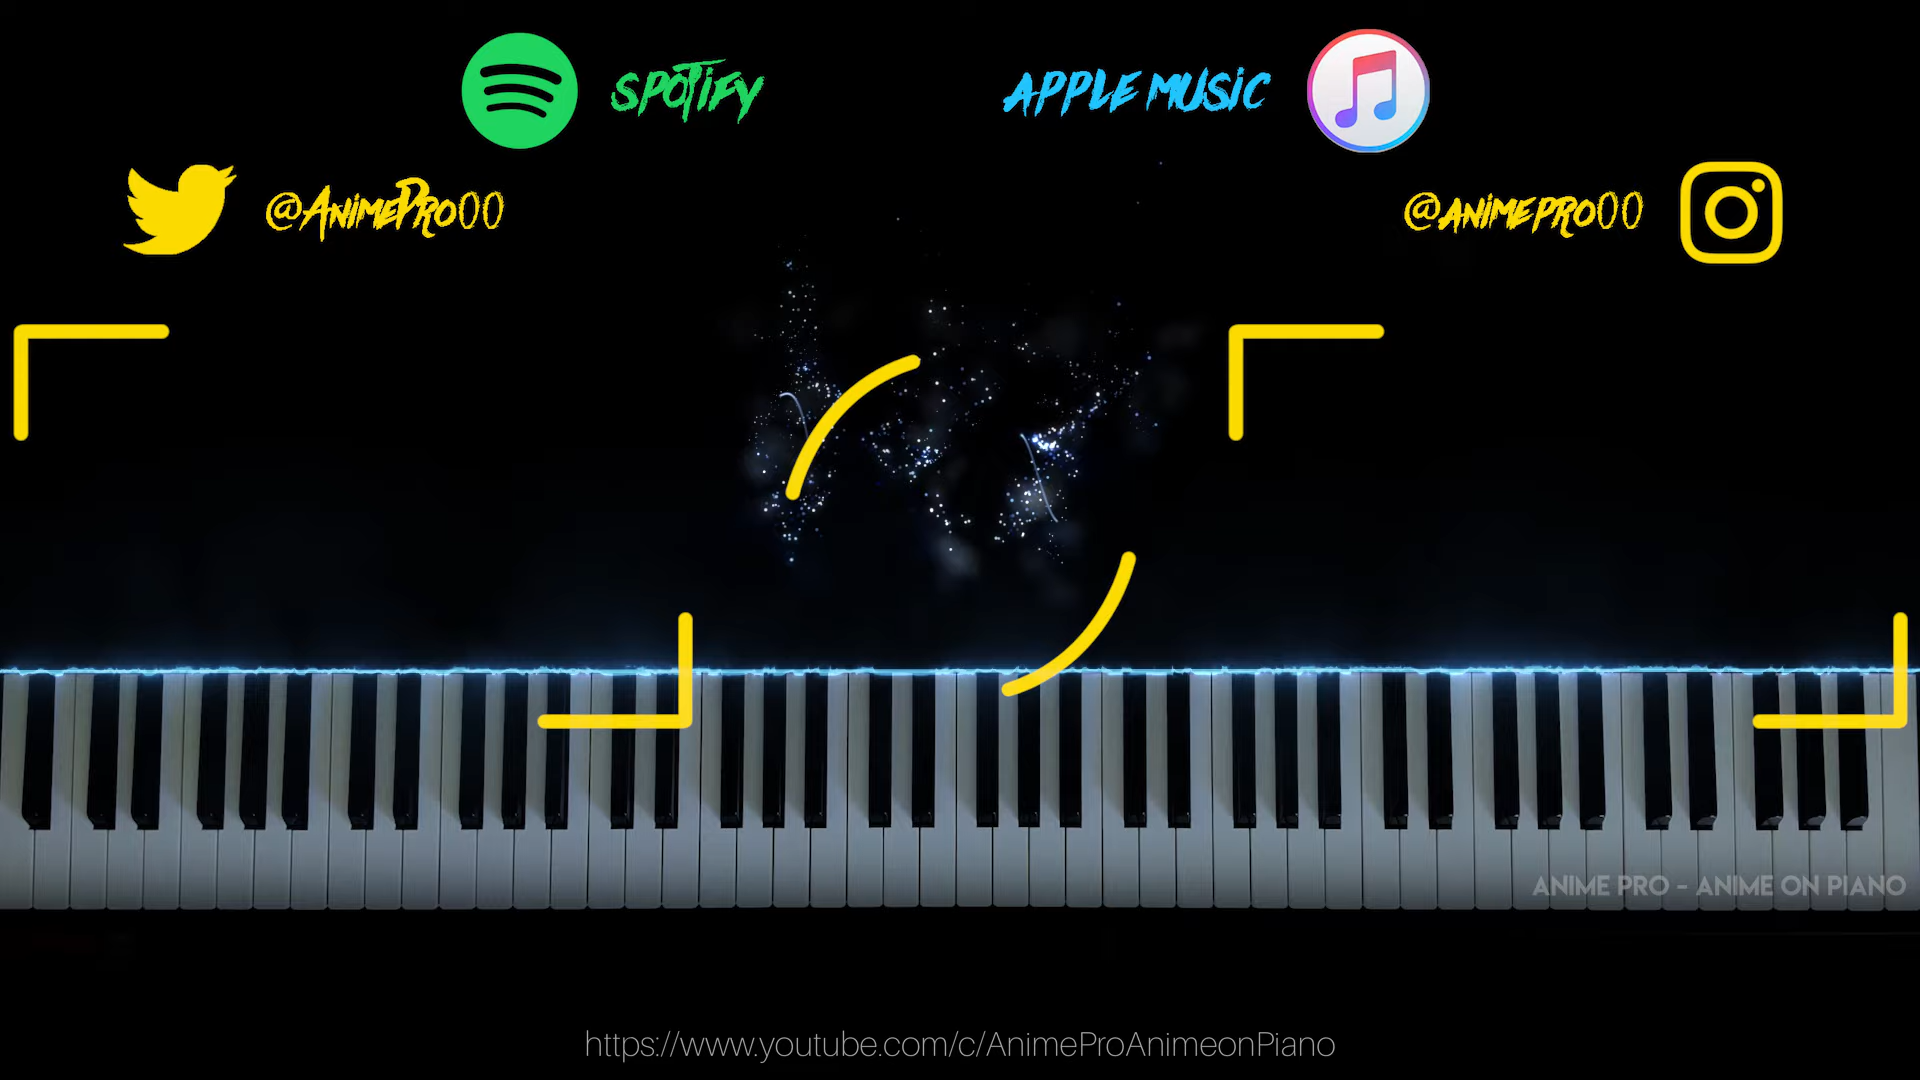 SPOTIFY
APPLE MUSIC
@AnimePro00
@animepro00
ANIME PRO - ANIME ON PIANO
https://www.youtube.com/c/AnimeProAnimeonPiano